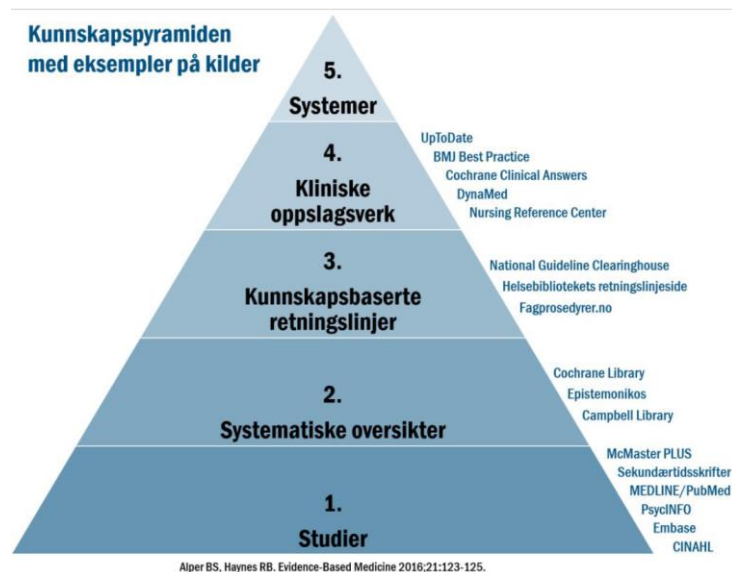 Kunnskapspyramiden
med eksempler på kilder
5.
Systemer
4.
Kliniske
oppslagsverk
UpToDate
BMJ Best Practice
Cochrane Clinical Answers
DynaMed
Nursing Reference Center
3.
Kunnskapsbaserte
retningslinjer
National Guideline Clearinghouse
Helsebibliotekets retningslinjeside
Fagprosedyrer.no
2.
Systematiske oversikter
Cochrane Library
Epistemonikos
Campbell Library
1.
Studier
McMaster PLUS
Sekundærtidsskrifter
MEDLINE/PubMed
PsycINFO
Embase
CINAHL
Alper BS, Haynes RB. Evidence-Based Medicine 2016;21:123-125.